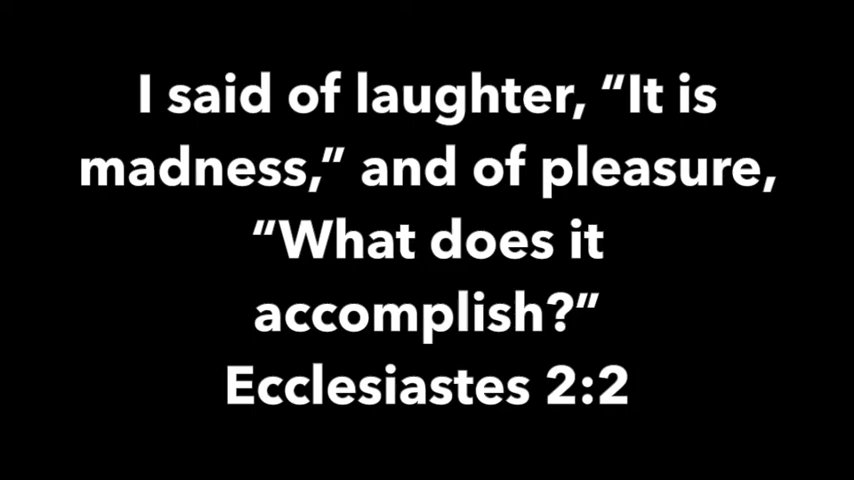 I said of laughter, “It is
madness,” and of pleasure,
“What does it
accomplish?”
Ecclesiastes 2:2